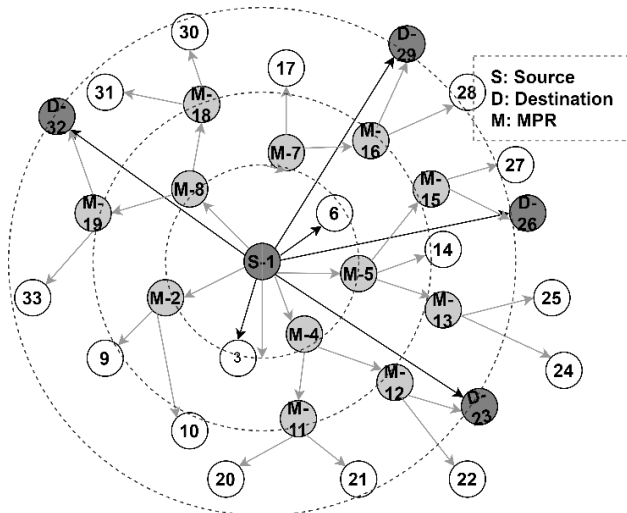 30
D-
29
17
S: Source
D: Destination
M: MPR
31
28
D-
32
M-
18
M-
16
M-7
27
M-8
M-
15
M-
19
6
D-
26
14
S-1
M-5
33
M-2
25
M-
13
M-4
9
3
24
M-
12
M-
11
D-
23
10
20
21
22